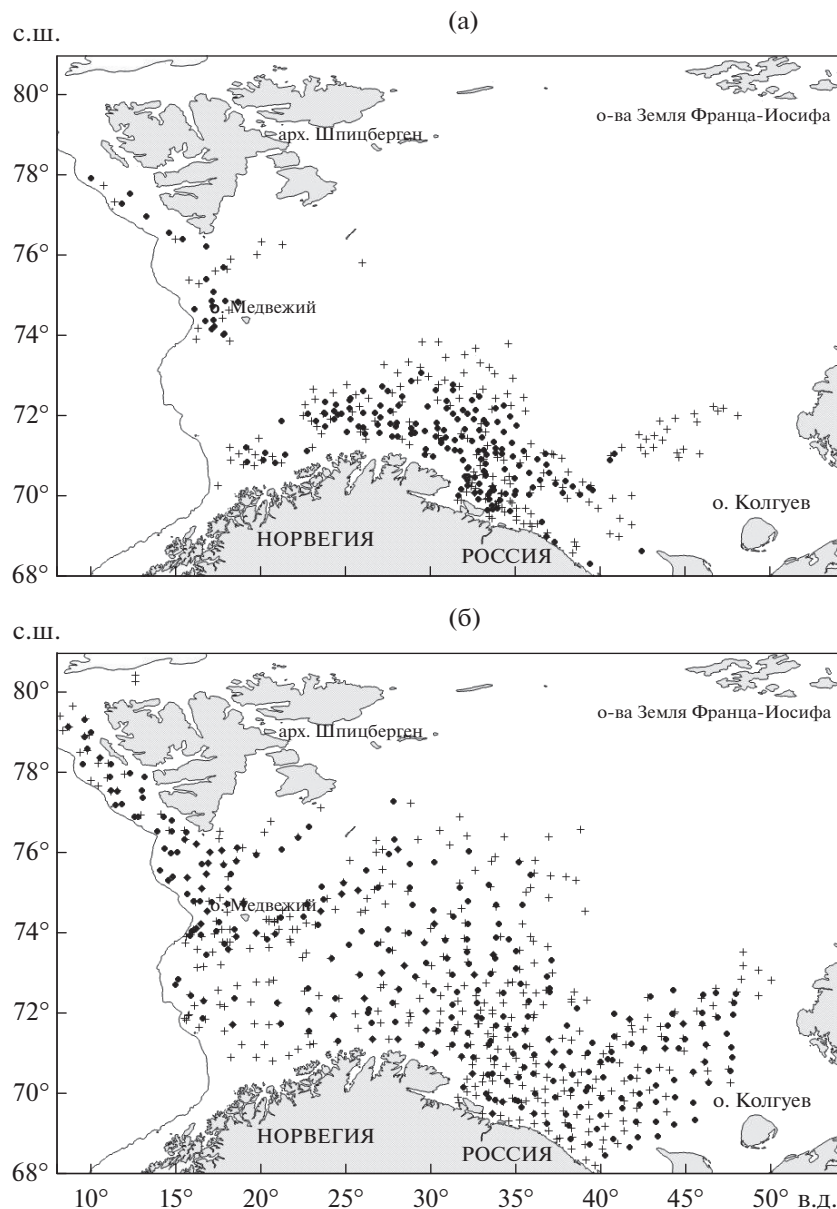 (а)
с.ш.
80°
78°
76°
74°
72°
70°
68°
арх. Шпицберген
о-ва Земля Франца-Иосифа
о. Медвежий
о. Колгуев
НОРВЕГИЯ
РОССИЯ
(б)
с.ш.
80°
78°
76°
74°
72°
70°
68°
арх. Шпицберген
о-ва Земля Франца-Иосифа
о. Медвежий
о. Колгуев
НОРВЕГИЯ
РОССИЯ
10° 15° 20° 25° 30° 35° 40° 45° 50° в.д.